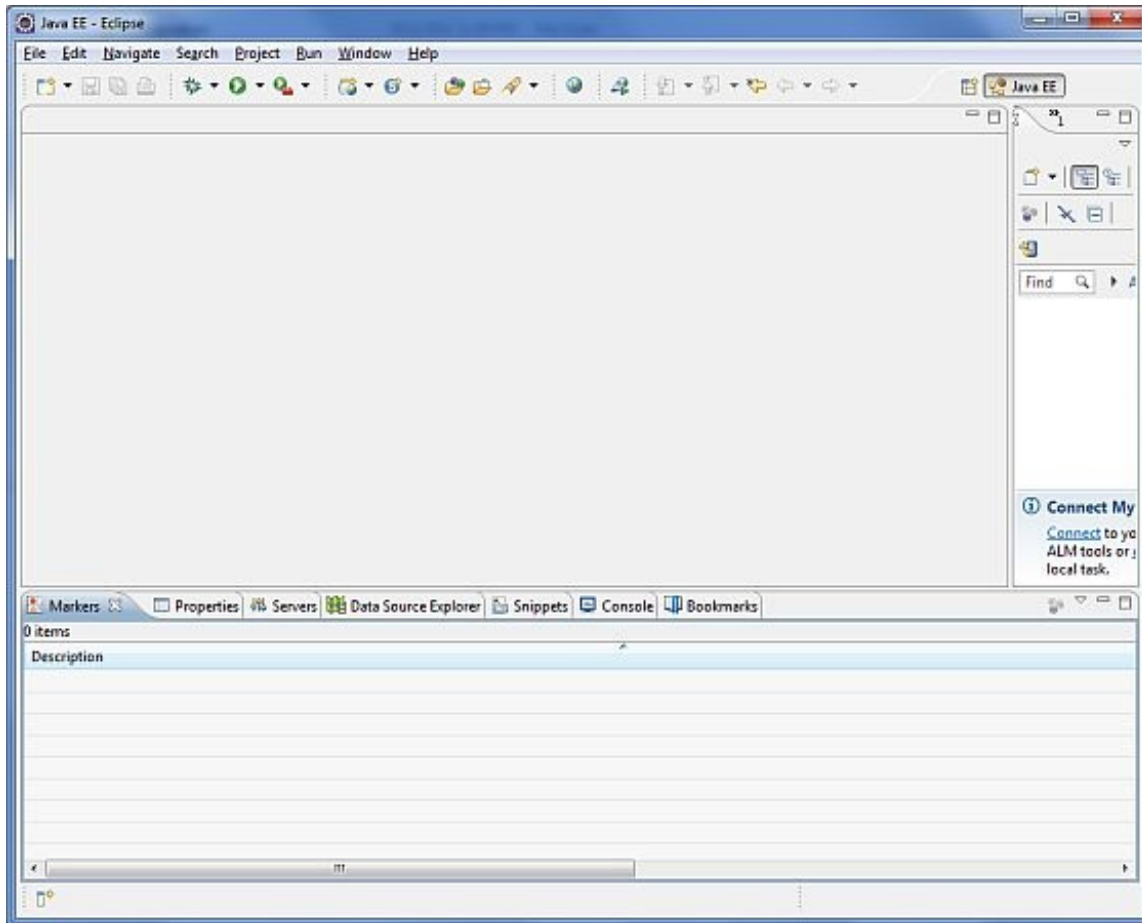 Java EE - Eclipse
File Edit Navigate Search Project Run Window Help
Java EE
Find
Connect My
Connect to yo
ALM tools or
local task.
Markers Properties Servers Data Source Explorer Snippets Console Bookmarks
0 items
Description